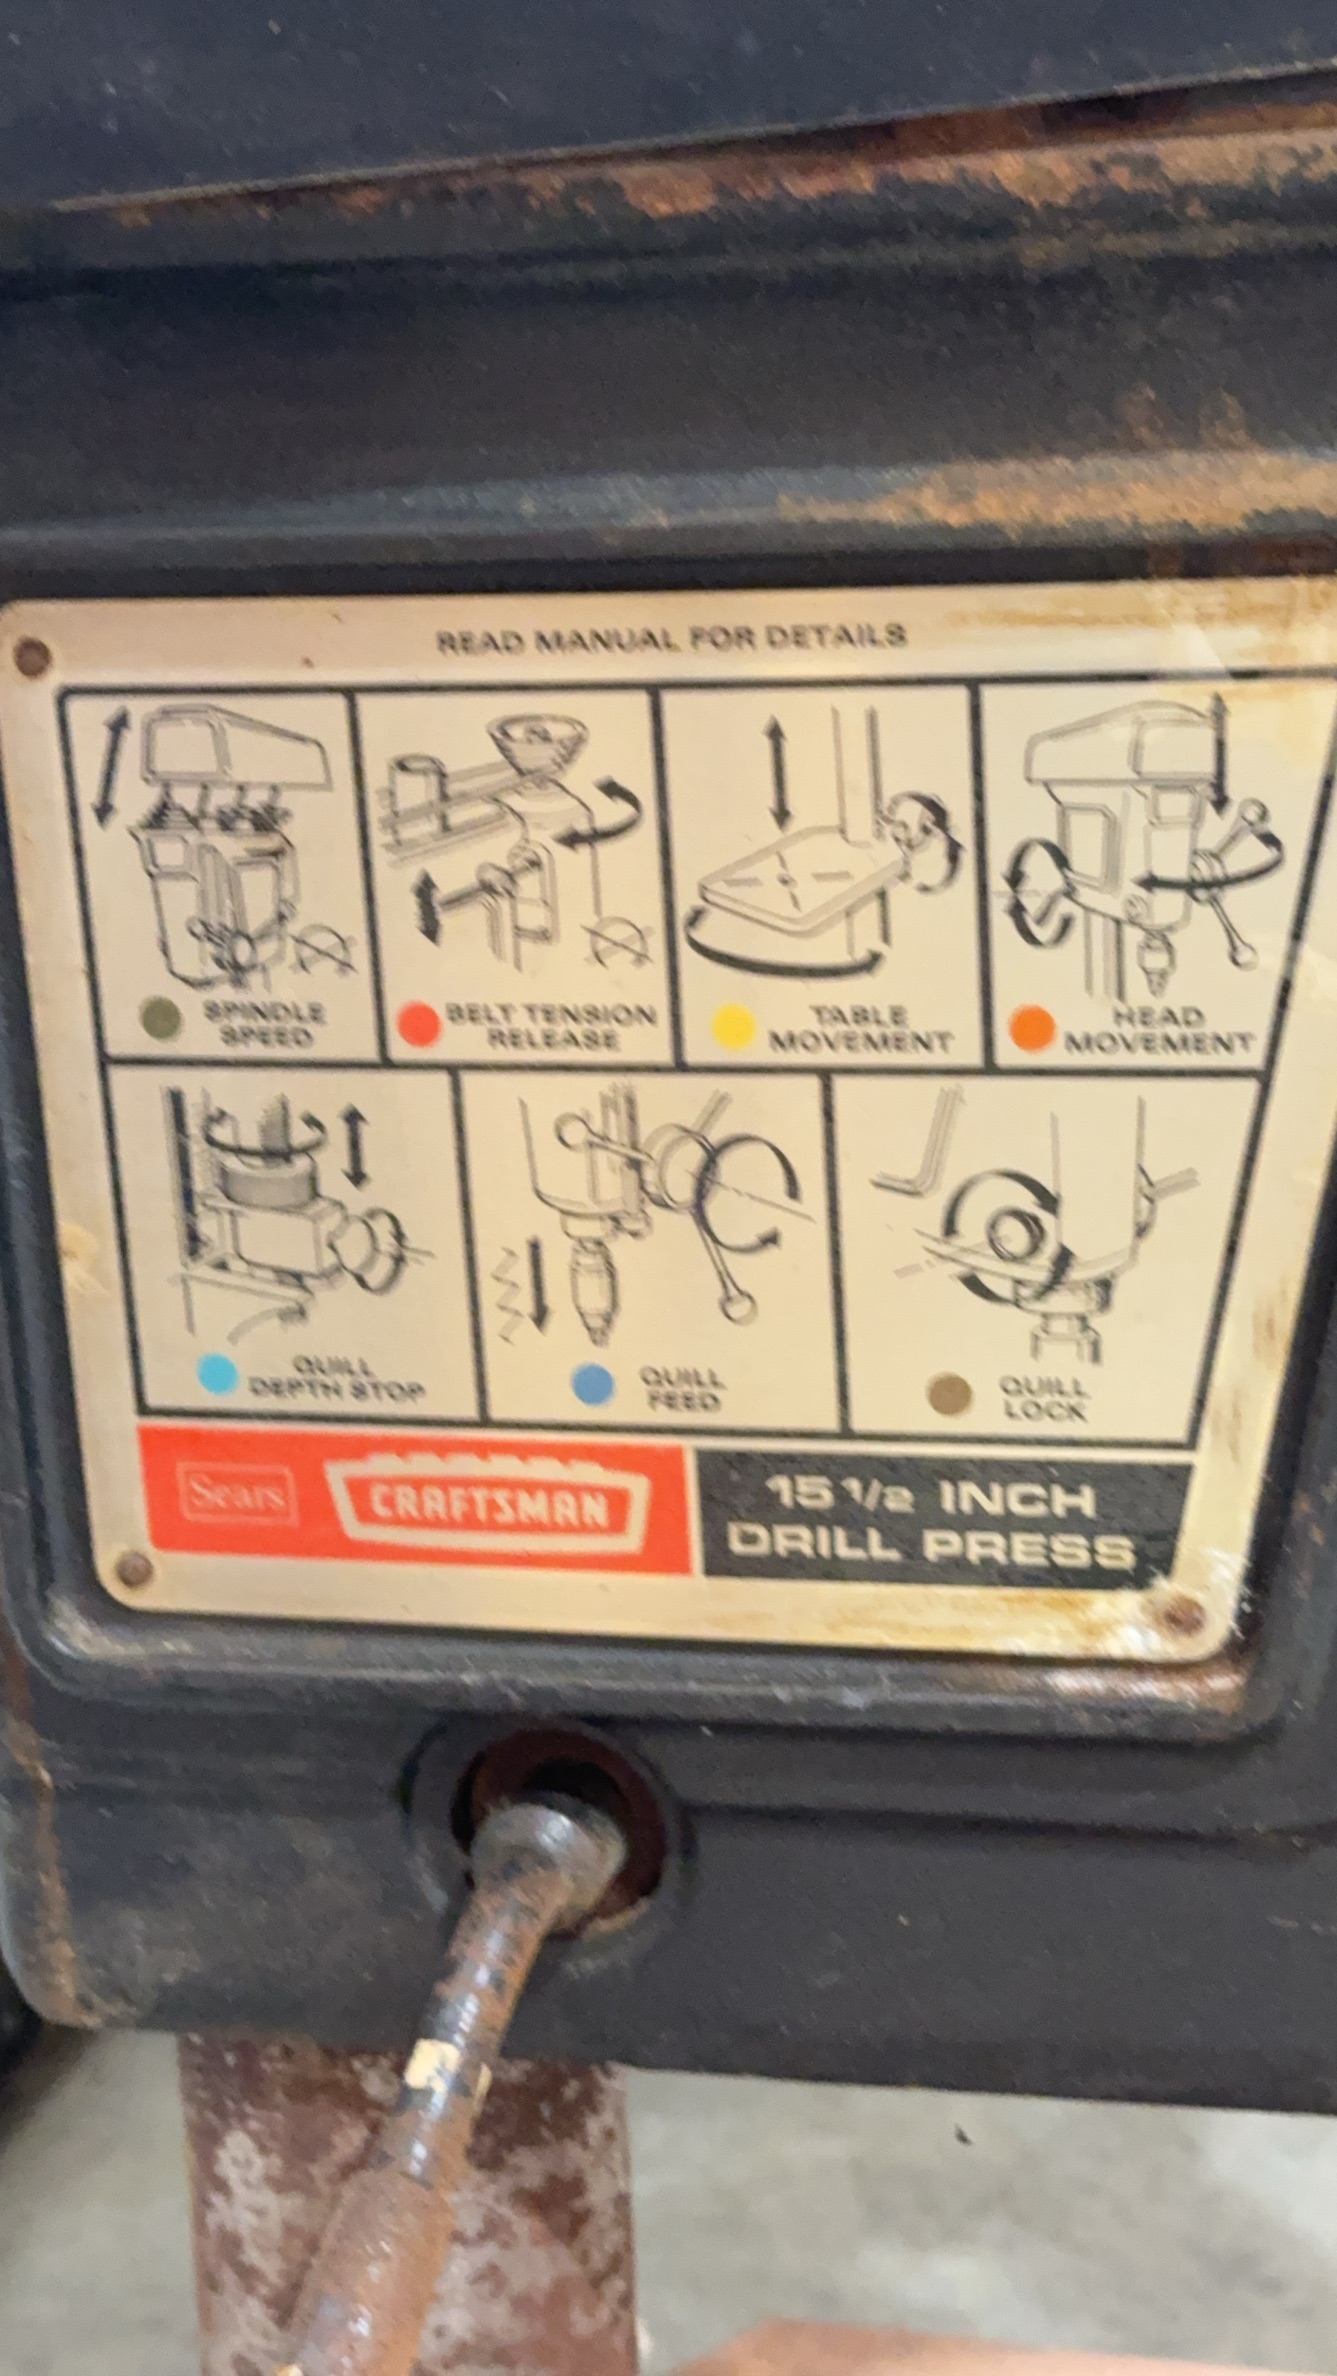 READ MANUAL FOR DETAILS
SPINDLE
SPEED
BELT TENSION
RELEASE
TABLE
MOVEMENT
HEAD
MOVEMENT
QUILL
DEPTH STOP
QUILL
FEED
QUILL
LOCK
Sears
CRAFTSMAN
15 1/2 INCH
DRILL PRESS